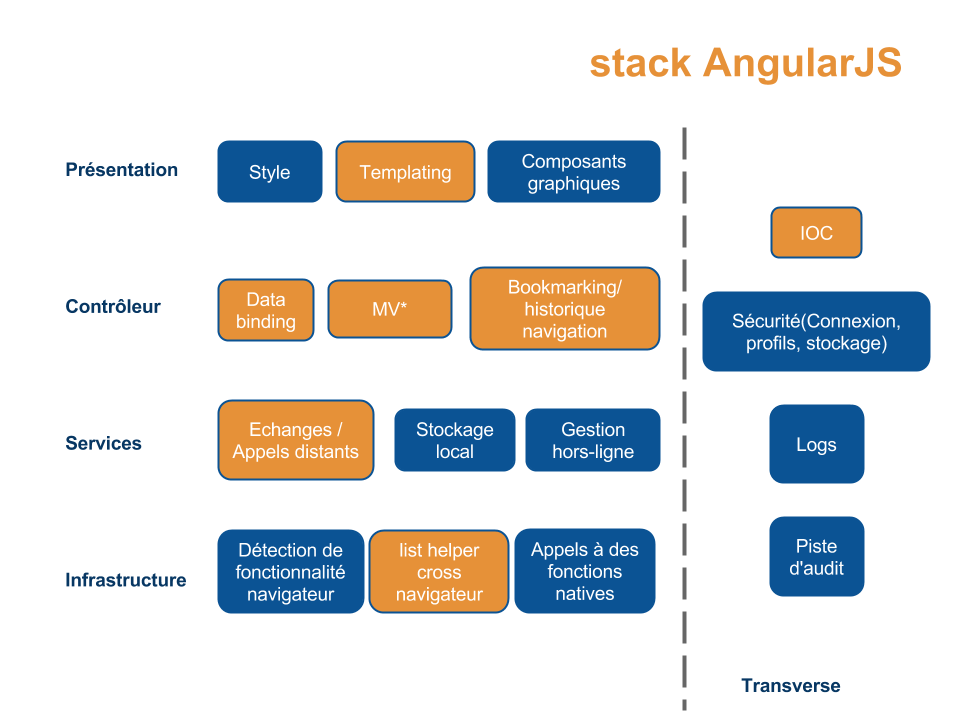 stack AngularJS
Présentation
Style
Templating
Composants
graphiques
Contrôleur
Data
binding
MV*
Bookmarking/
historique
navigation
Services
Echanges /
Appels distants
Stockage
local
Gestion
hors-ligne
Infrastructure
Détection de
fonctionnalité
navigateur
list helper
cross
navigateur
Appels à des
fonctions
natives
IOC
Sécurité(Connexion,
profils, stockage)
Logs
Piste
d'audit
Transverse